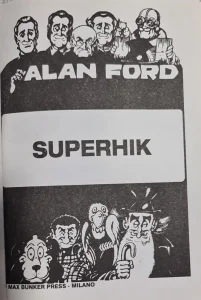 ALAN FORD
SUPERHIK
MAX BUNKER PRESS - MILANO